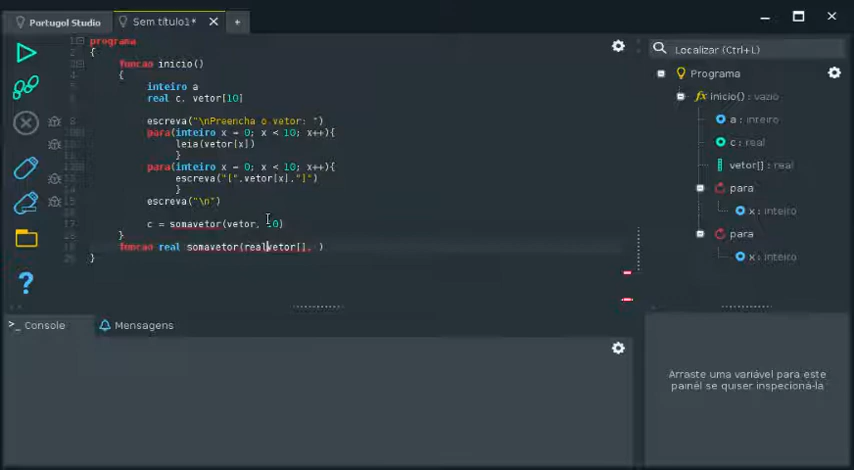 Portugol Studio
Sem título1*
+
Localizar (Ctrl+L)
programa
{
funcao inicio()
{
inteiro a
real c, vetor[10]
escreva("\nPreencha o vetor: ")
para(inteiro x = 0; x < 10; x++){
leia(vetor[x])
}
para(inteiro x = 0; x < 10; x++){
escreva("[",vetor[x],"]")
}
escreva("\n")
c = somavetor(vetor, 10)
}
funcao real somavetor(realvetor[], )
}
Programa
inicio() : vazio
a : inteiro
c : real
vetor[] : real
para
x : inteiro
para
x : inteiro
>_ Console
Mensagens
Arraste uma variável para este
painél se quiser inspecioná-la